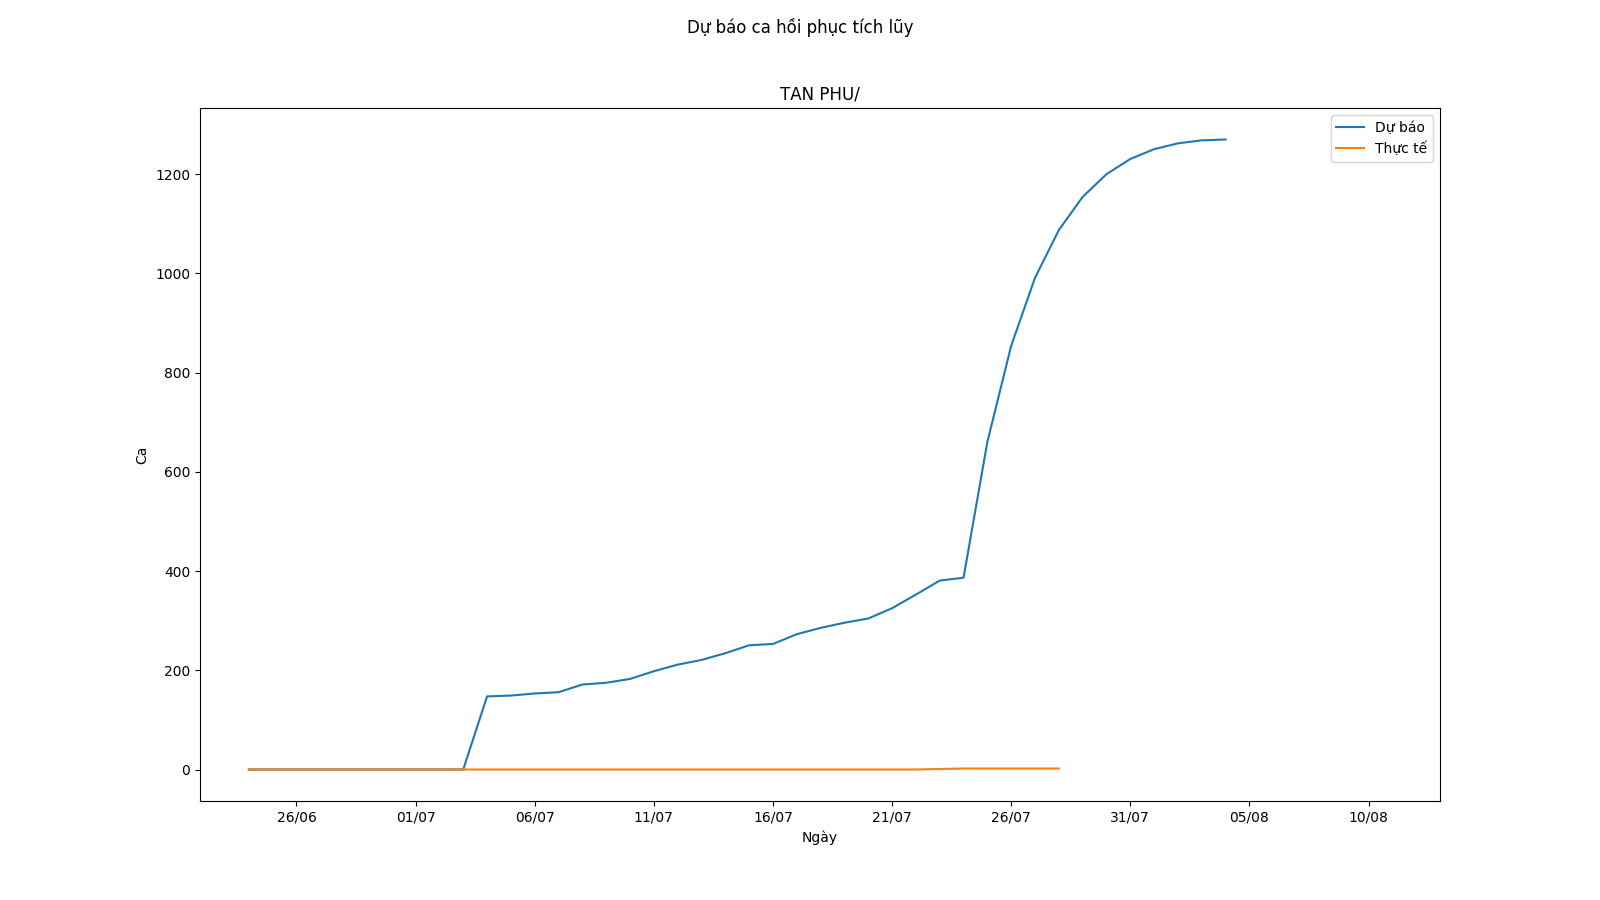 Dự báo ca hồi phục tích lũy
TAN PHU/
Dự báo
Thực tế
1200
1000
800
600
400
200
0
Ca
26/06
01/07
06/07
11/07
16/07
21/07
26/07
31/07
05/08
10/08
Ngày